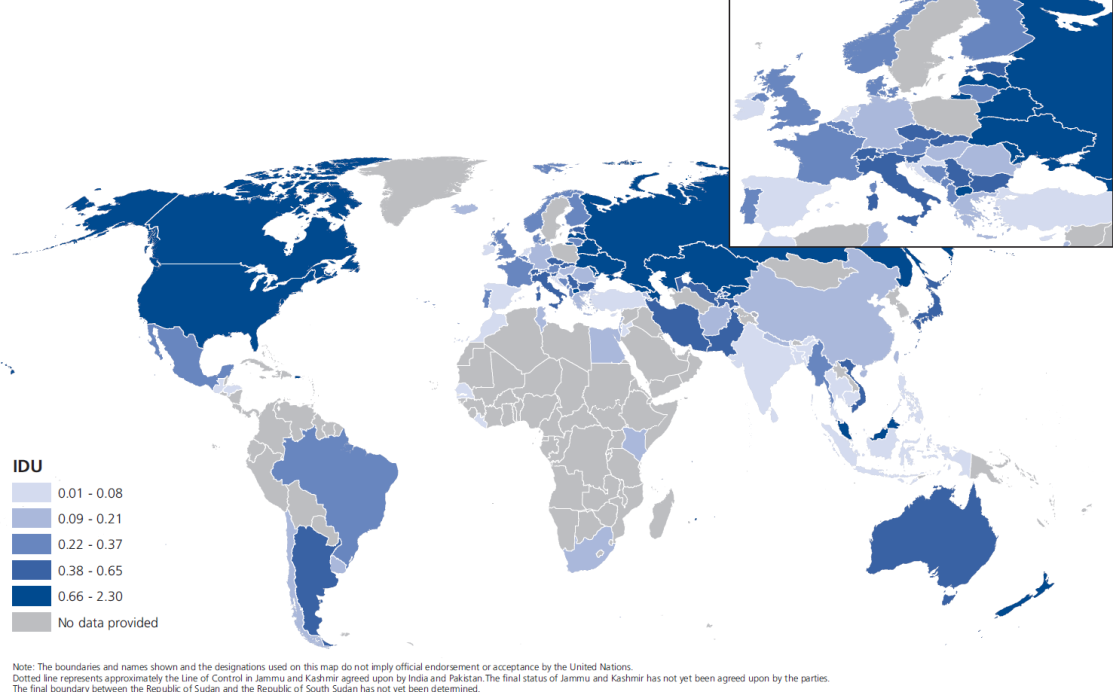 IDU
0.01 - 0.08
0.09 - 0.21
0.22 - 0.37
0.38 - 0.65
0.66 - 2.30
No data provided
Note: The boundaries and names shown and the designations used on this map do not imply official endorsement or acceptance by the United Nations.
Dotted line represents approximately the Line of Control in Jammu and Kashmir agreed upon by India and Pakistan.The final status of Jammu and Kashmir has not yet been agreed upon by the parties.
The final boundary between the Republic of Sudan and the Republic of South Sudan has not yet been determined.